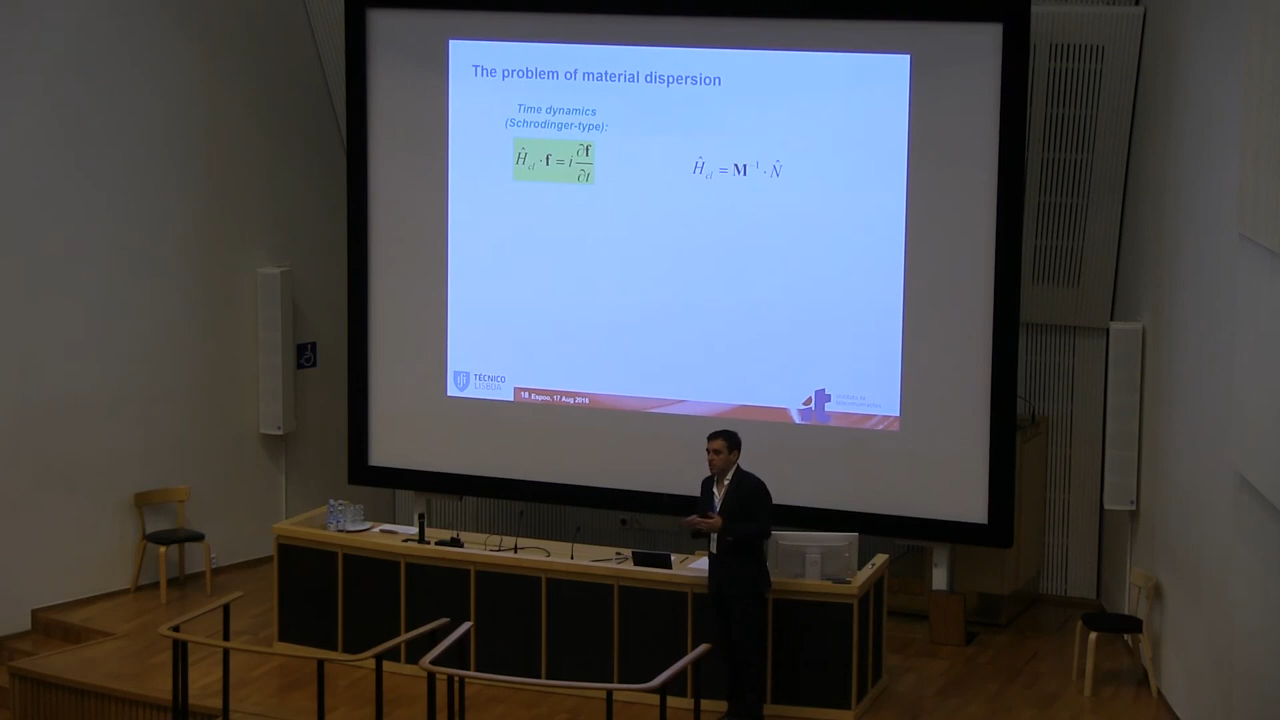 The problem of material dispersion
Time dynamics
(Schrodinger-type):
Ĥ_cl · f = i ∂f/∂t
Ĥ_cl = M⁻¹ · N̂
TÉCNICO
LISBOA
18 Espoo, 17 Aug 2018